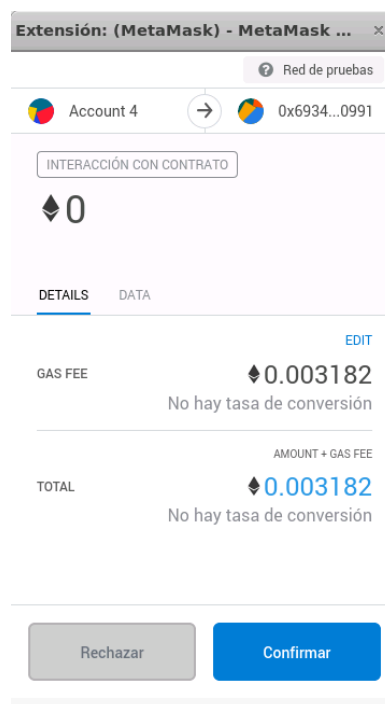 Extensión: (MetaMask) - MetaMask ... ×
? Red de pruebas
Account 4 → 0x6934...0991
INTERACCIÓN CON CONTRATO
0
DETAILS DATA
EDIT
GAS FEE 0.003182
No hay tasa de conversión
AMOUNT + GAS FEE
TOTAL 0.003182
No hay tasa de conversión
Rechazar Confirmar